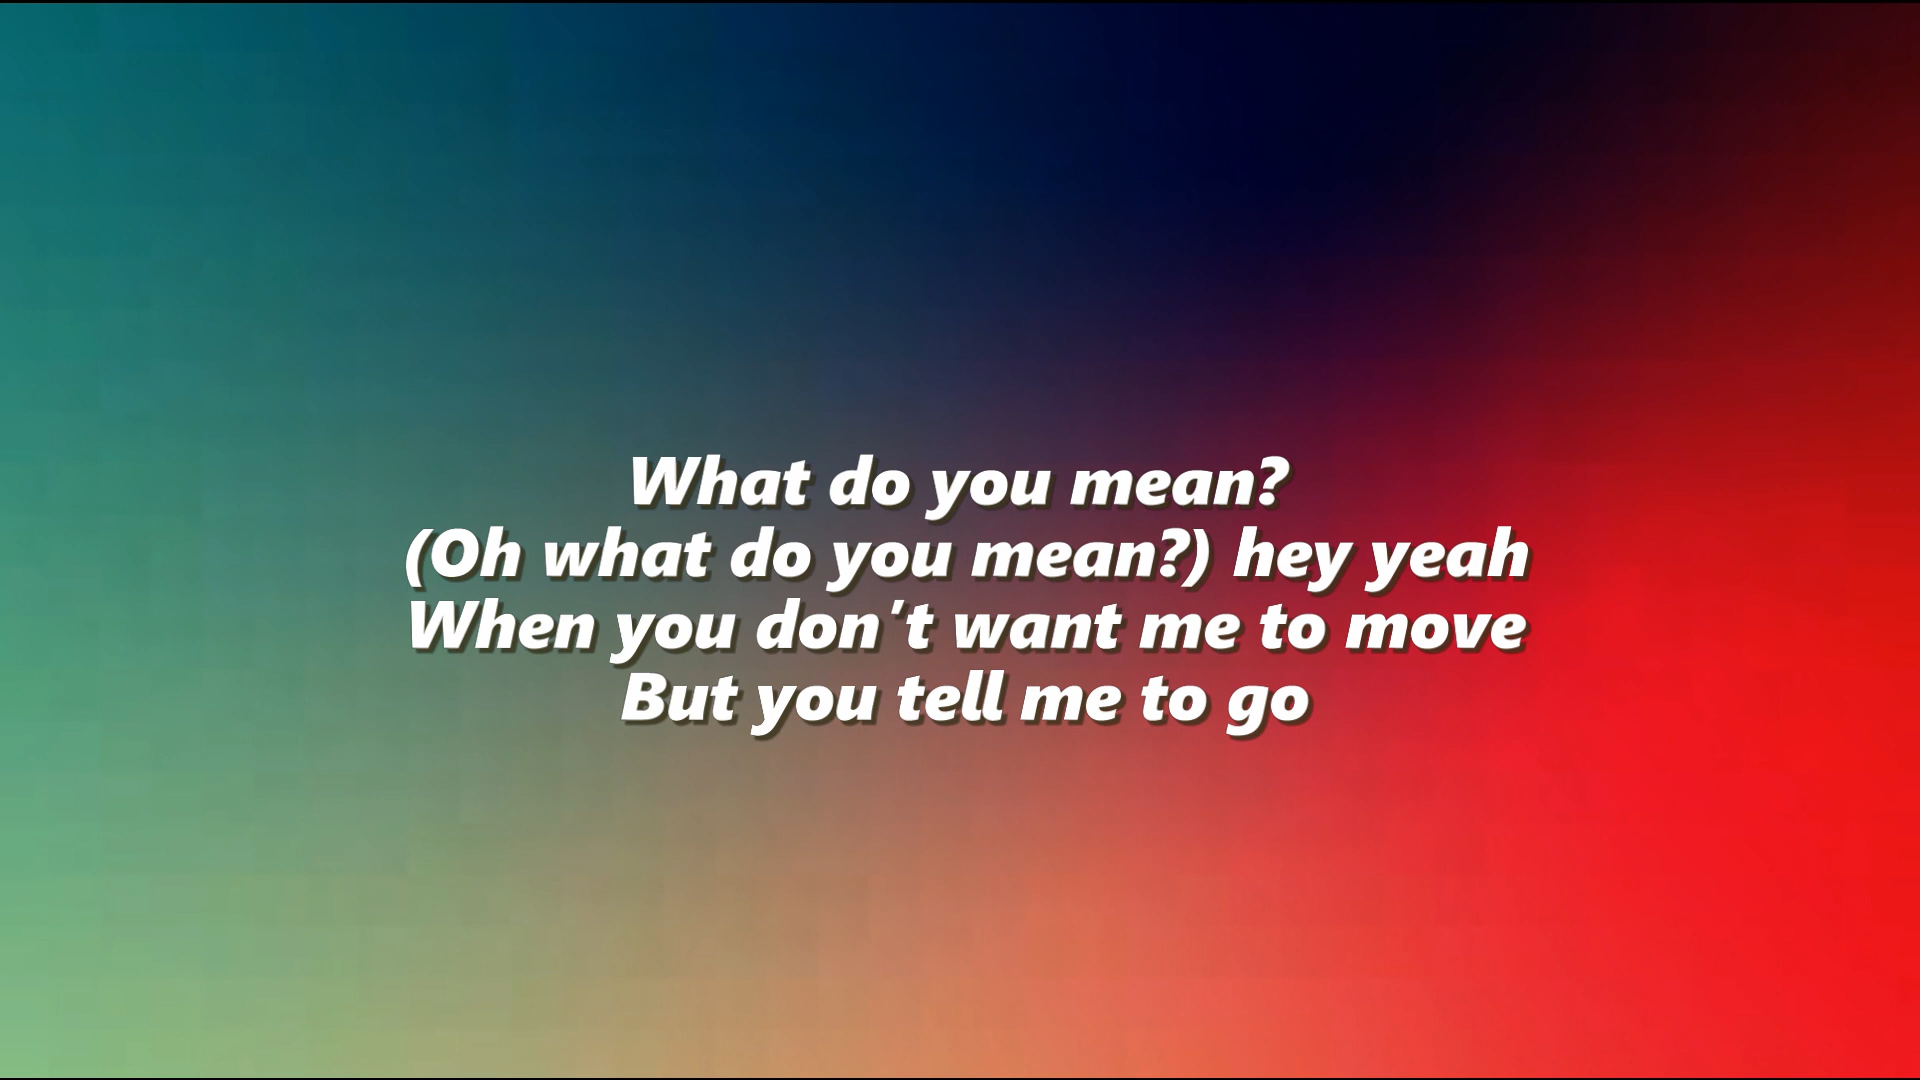 What do you mean?
(Oh what do you mean?) hey yeah
When you don't want me to move
But you tell me to go